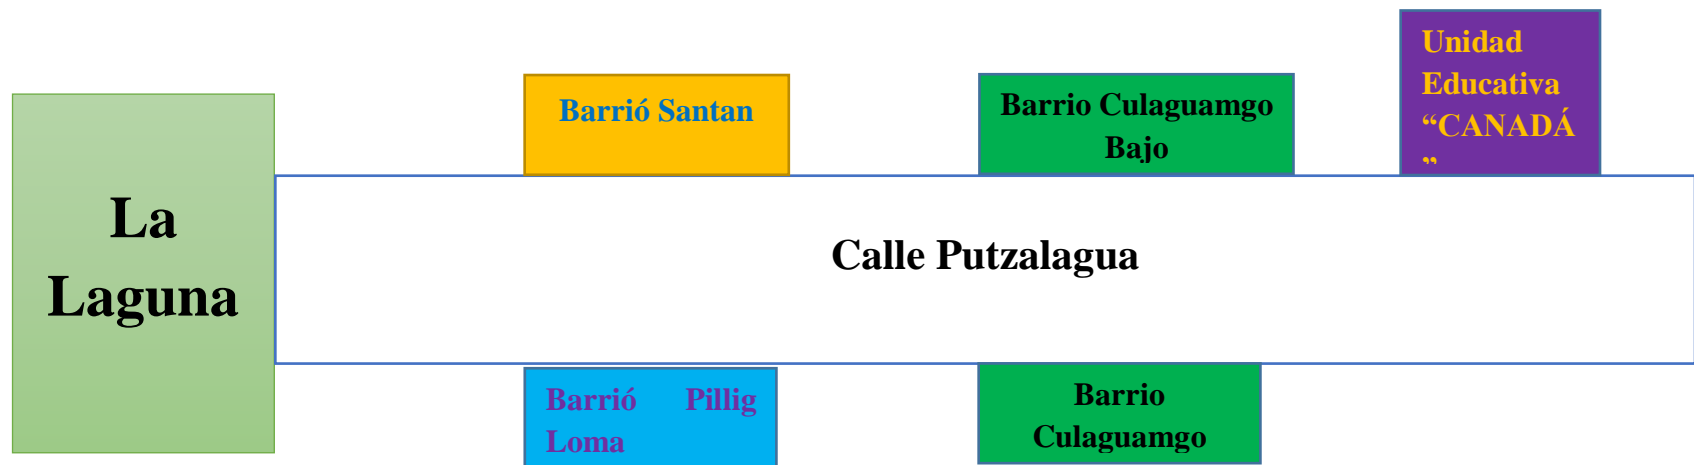 La
Laguna
Barrió Santan
Barrio Culaguamgo
Bajo
Unidad
Educativa
“CANADÁ
”
Calle Putzalagua
Barrió Pillig
Loma
Barrio
Culaguamgo